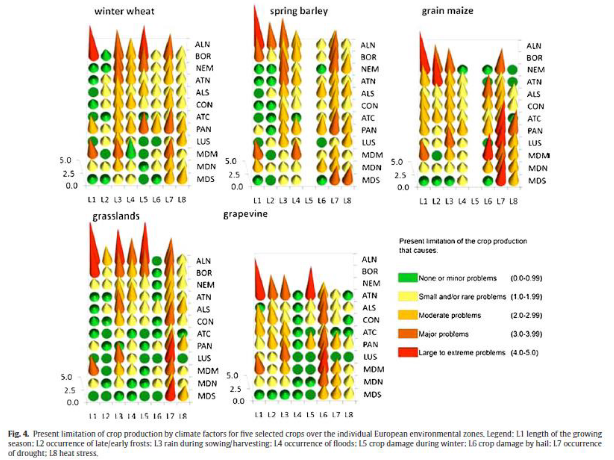 winter wheat
ALN
BOR
NEM
ATN
ALS
CON
ATC
PAN
LUS
MDM
MDN
MDS
5.0
2.5
0.0
L1 L2 L3 L4 L5 L6 L7 L8
spring barley
ALN
BOR
NEM
ATN
ALS
CON
ATC
PAN
LUS
MDM
MDN
MDS
5.0
2.5
0.0
L1 L2 L3 L4 L6 L7 L8
grain maize
ALN
BOR
NEM
ATN
ALS
CON
ATC
PAN
LUS
MDMI
MDN
MDS
5.0
2.5
0.0
L1 L2 L3 L4 L6 L7 L8
grasslands
ALN
BOR
NEM
ATN
ALS
CON
ATC
PAN
LUS
MDM
MDN
MDS
5.0
2.5
0.0
L1 L2 L3 L4 L5 L6 L7 L8
grapevine
ALN
BOR
NEM
ATN
ALS
CON
ATC
PAN
LUS
MDM
MDN
MDS
5.0
2.5
0.0
L1 L2 L3 L4 L5 L6 L7 L8
Present limitation of the crop production
that causes:
None or minor problems (0.0-0.99)
Small and/or rare problems (1.0-1.99)
Moderate problems (2.0-2.99)
Major problems (3.0-3.99)
Large to extreme problems (4.0-5.0)
Fig. 4. Present limitation of crop production by climate factors for five selected crops over the individual European environmental zones. Legend: L1 length of the growing
season; L2 occurrence of late/early frosts; L3 rain during sowing/harvesting; L4 occurrence of floods; L5 crop damage during winter; L6 crop damage by hail; L7 occurrence
of drought; L8 heat stress.